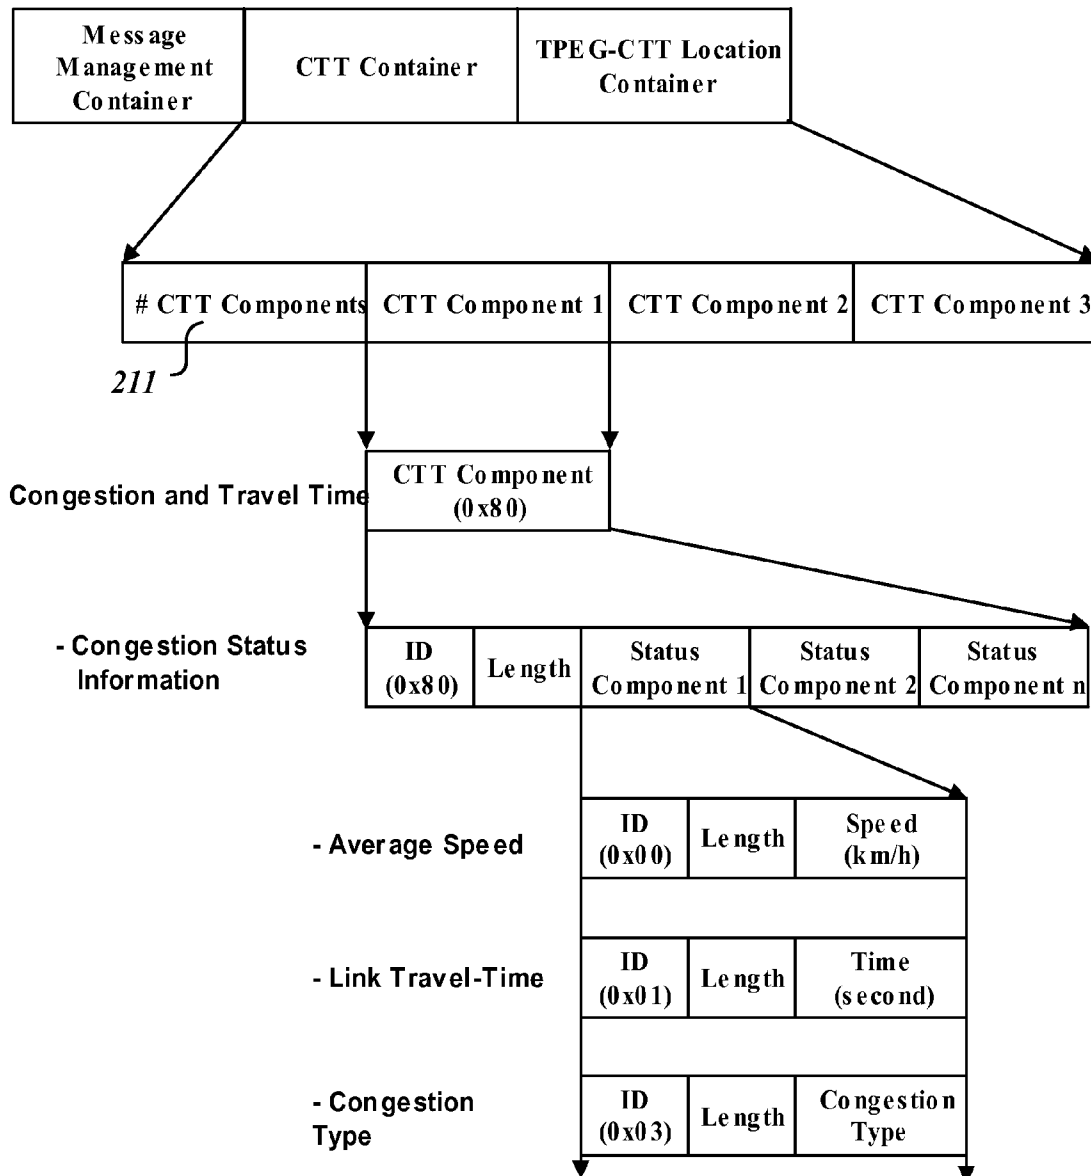 Message
Management
Container
CTT Container
TPEG-CTT Location
Container
# CTT Components
CTT Component 1
CTT Component 2
CTT Component 3
211
Congestion and Travel Time
CTT Component
(0x80)
- Congestion Status
Information
ID
(0x80)
Length
Status
Component 1
Status
Component 2
Status
Component n
- Average Speed
ID
(0x00)
Length
Speed
(km/h)
- Link Travel-Time
ID
(0x01)
Length
Time
(second)
- Congestion
Type
ID
(0x03)
Length
Congestion
Type